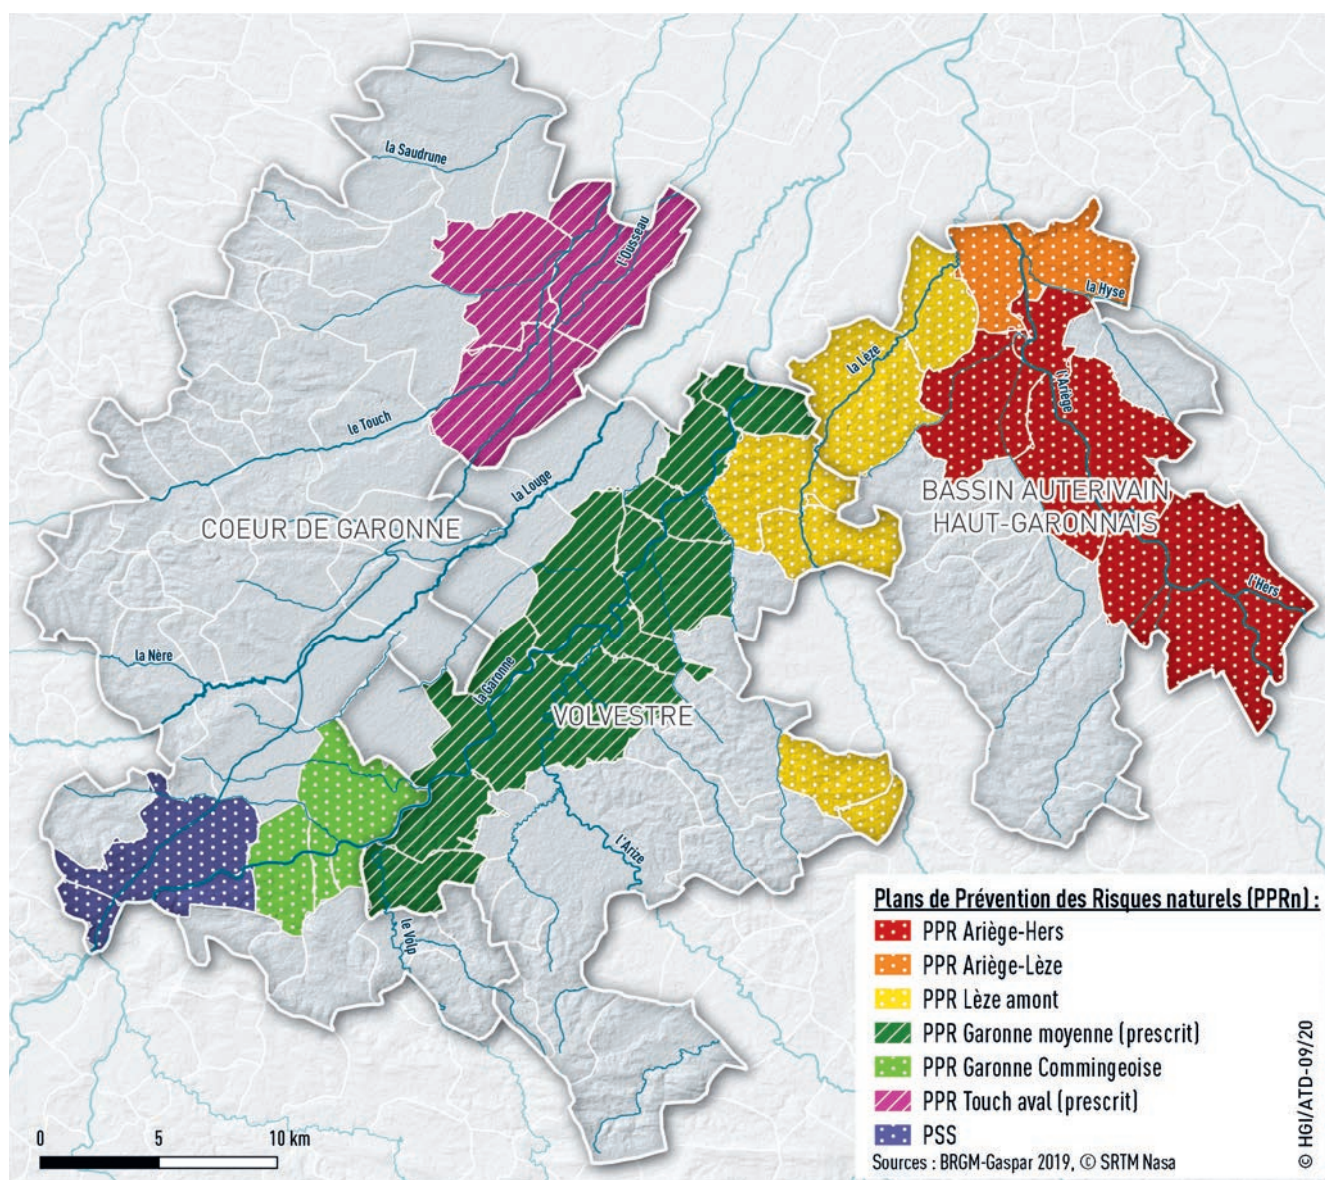 la Saudrune
l'Ousseau
la Hyse
la Lèze
l'Ariège
le Touch
la Louge
BASSIN AUTERIVAIN
HAUT-GARONNAIS
COEUR DE GARONNE
l'Hers
la Nère
la Garonne
VOLVESTRE
l'Arize
le Volp
Plans de Prévention des Risques naturels (PPRn) :
PPR Ariège-Hers
PPR Ariège-Lèze
PPR Lèze amont
PPR Garonne moyenne (prescrit)
PPR Garonne Commingeoise
PPR Touch aval (prescrit)
PSS
Sources : BRGM-Gaspar 2019, © SRTM Nasa
© HGI/ATD-09/20
0 5 10 km